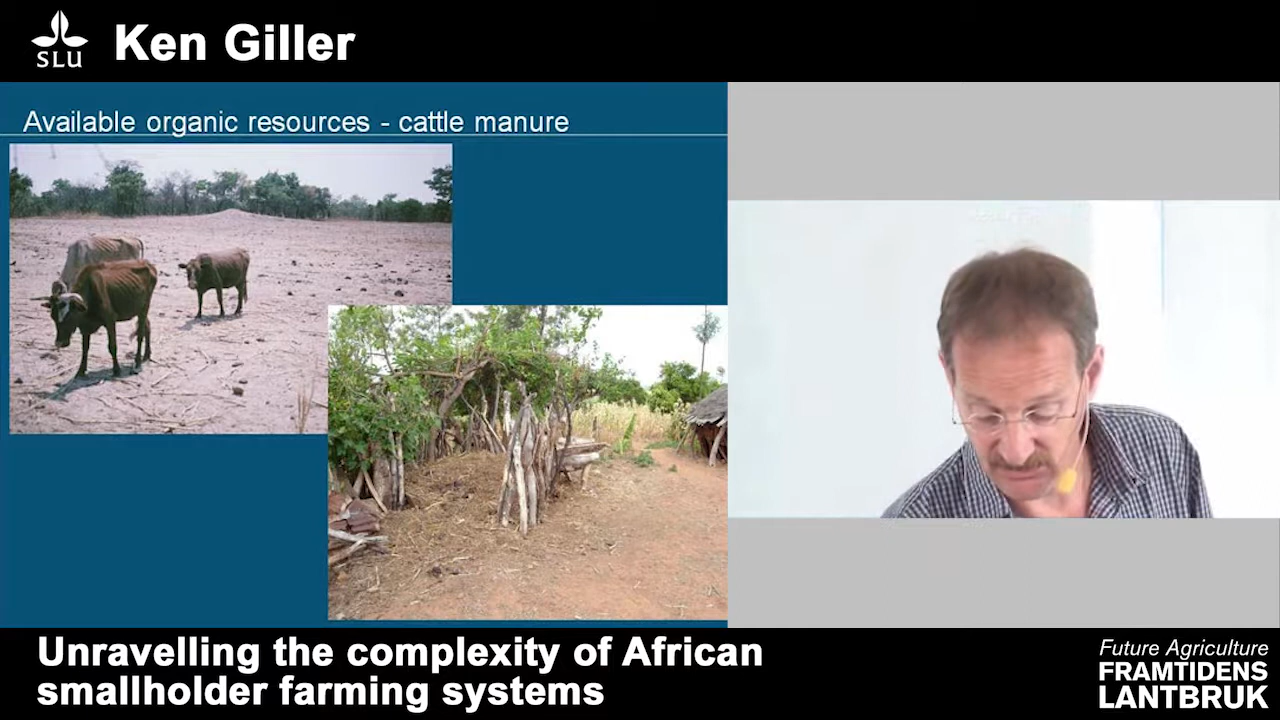 SLU
Ken Giller
Available organic resources - cattle manure
Unravelling the complexity of African
smallholder farming systems
Future Agriculture
FRAMTIDENS
LANTBRUK